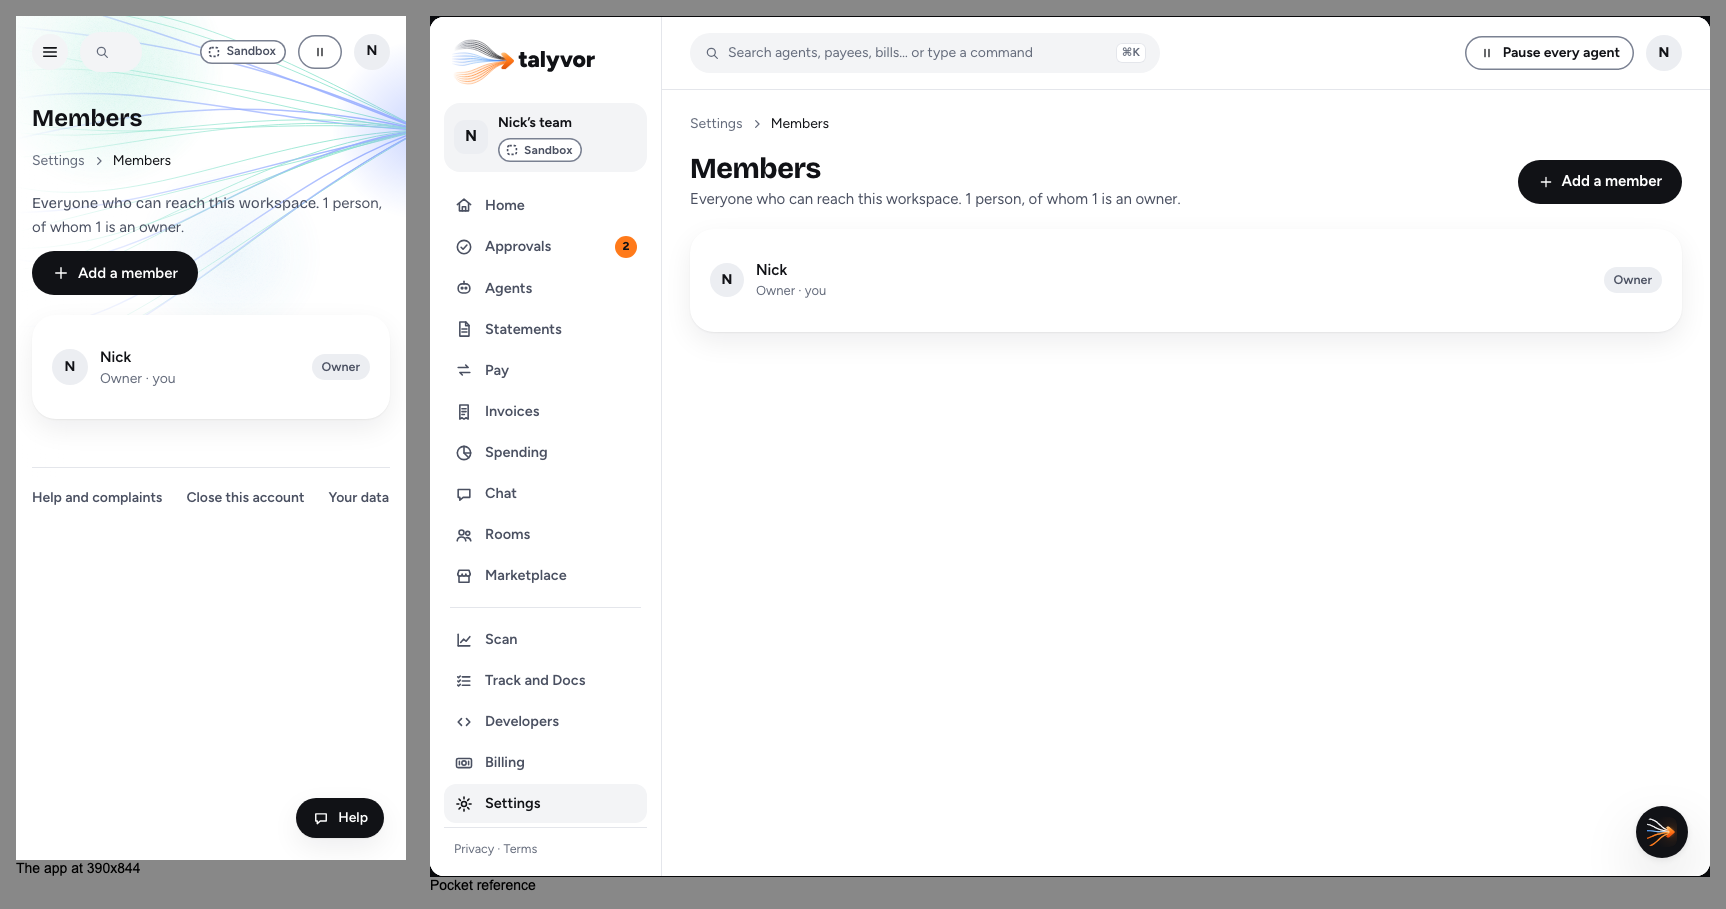 Sandbox
N
Members
Settings > Members
Everyone who can reach this workspace. 1 person,
of whom 1 is an owner.
+ Add a member
N
Nick
Owner · you
Owner
Help and complaints
Close this account
Your data
Help
The app at 390x844
talyvor
N
Nick’s team
Sandbox
Home
Approvals
2
Agents
Statements
Pay
Invoices
Spending
Chat
Rooms
Marketplace
Scan
Track and Docs
Developers
Billing
Settings
Privacy · Terms
Search agents, payees, bills... or type a command
⌘K
Pause every agent
N
Settings > Members
Members
Everyone who can reach this workspace. 1 person, of whom 1 is an owner.
+ Add a member
N
Nick
Owner · you
Owner
Pocket reference